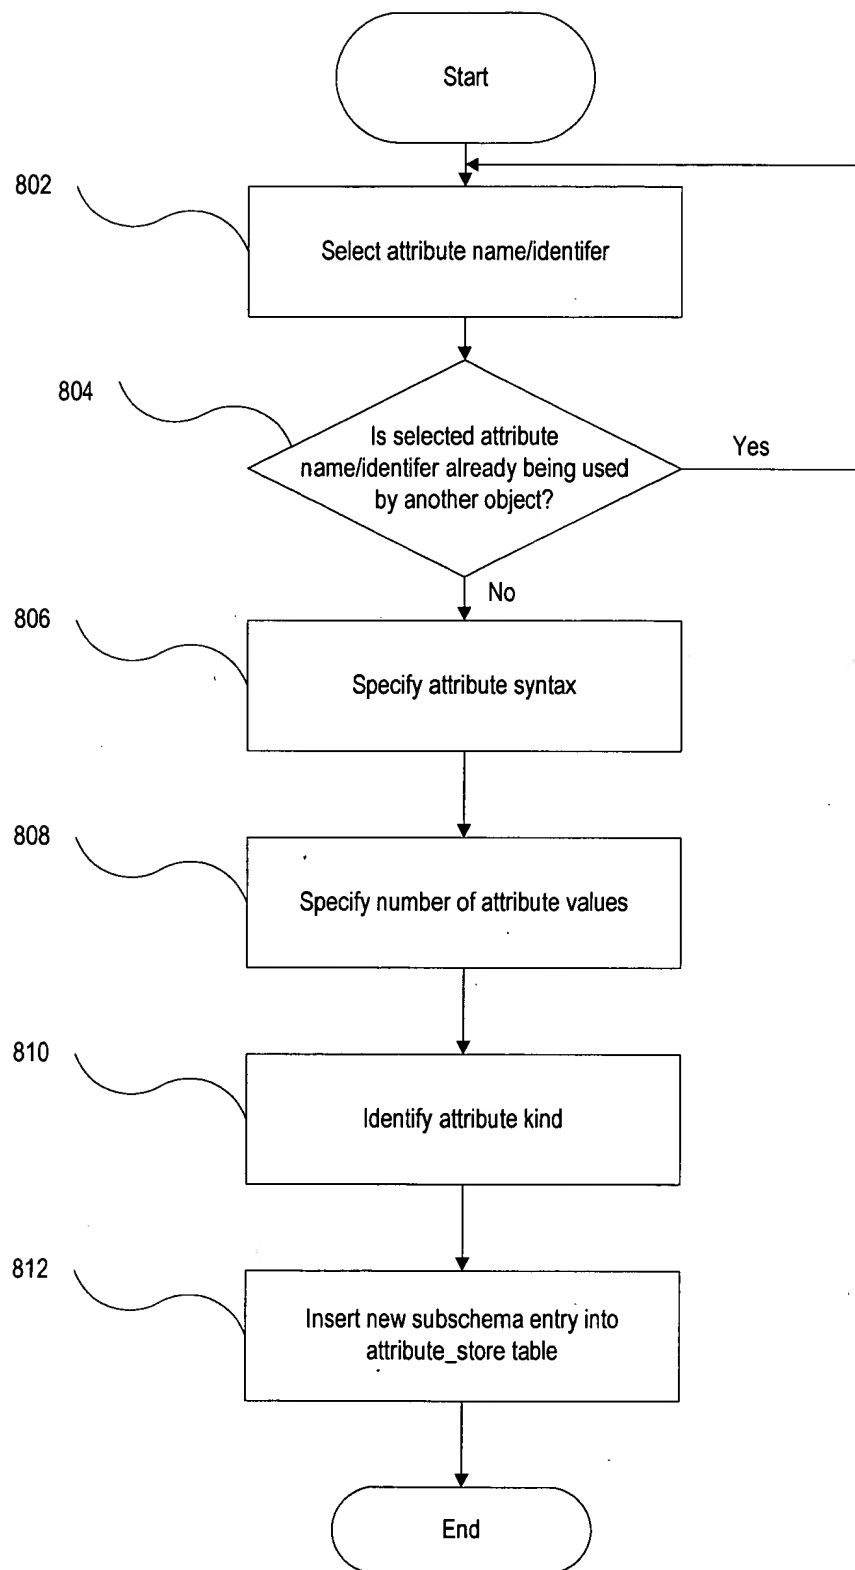 Start
802
Select attribute name/identifer
804
Is selected attribute
name/identifer already being used
by another object?
Yes
No
806
Specify attribute syntax
808
Specify number of attribute values
810
Identify attribute kind
812
Insert new subschema entry into
attribute_store table
End